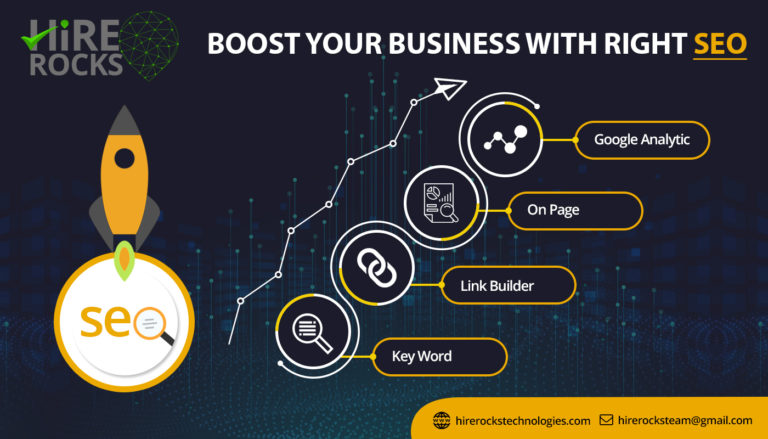 HiRE
ROCKS
BOOST YOUR BUSINESS WITH RIGHT SEO
Google Analytic
On Page
Link Builder
Key Word
seo
hirerockstechnologies.com
hirerocksteam@gmail.com